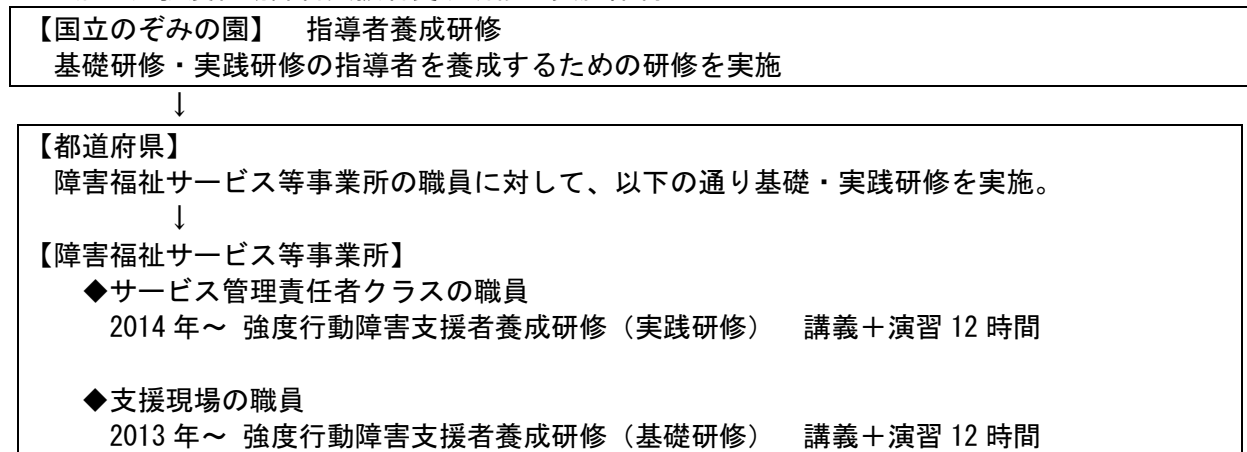 【国立のぞみの園】　指導者養成研修
基礎研修・実践研修の指導者を養成するための研修を実施
↓
【都道府県】
障害福祉サービス等事業所の職員に対して、以下の通り基礎・実践研修を実施。
↓
【障害福祉サービス等事業所】
◆サービス管理責任者クラスの職員
2014 年～ 強度行動障害支援者養成研修（実践研修）　講義＋演習 12 時間
◆支援現場の職員
2013 年～ 強度行動障害支援者養成研修（基礎研修）　講義＋演習 12 時間